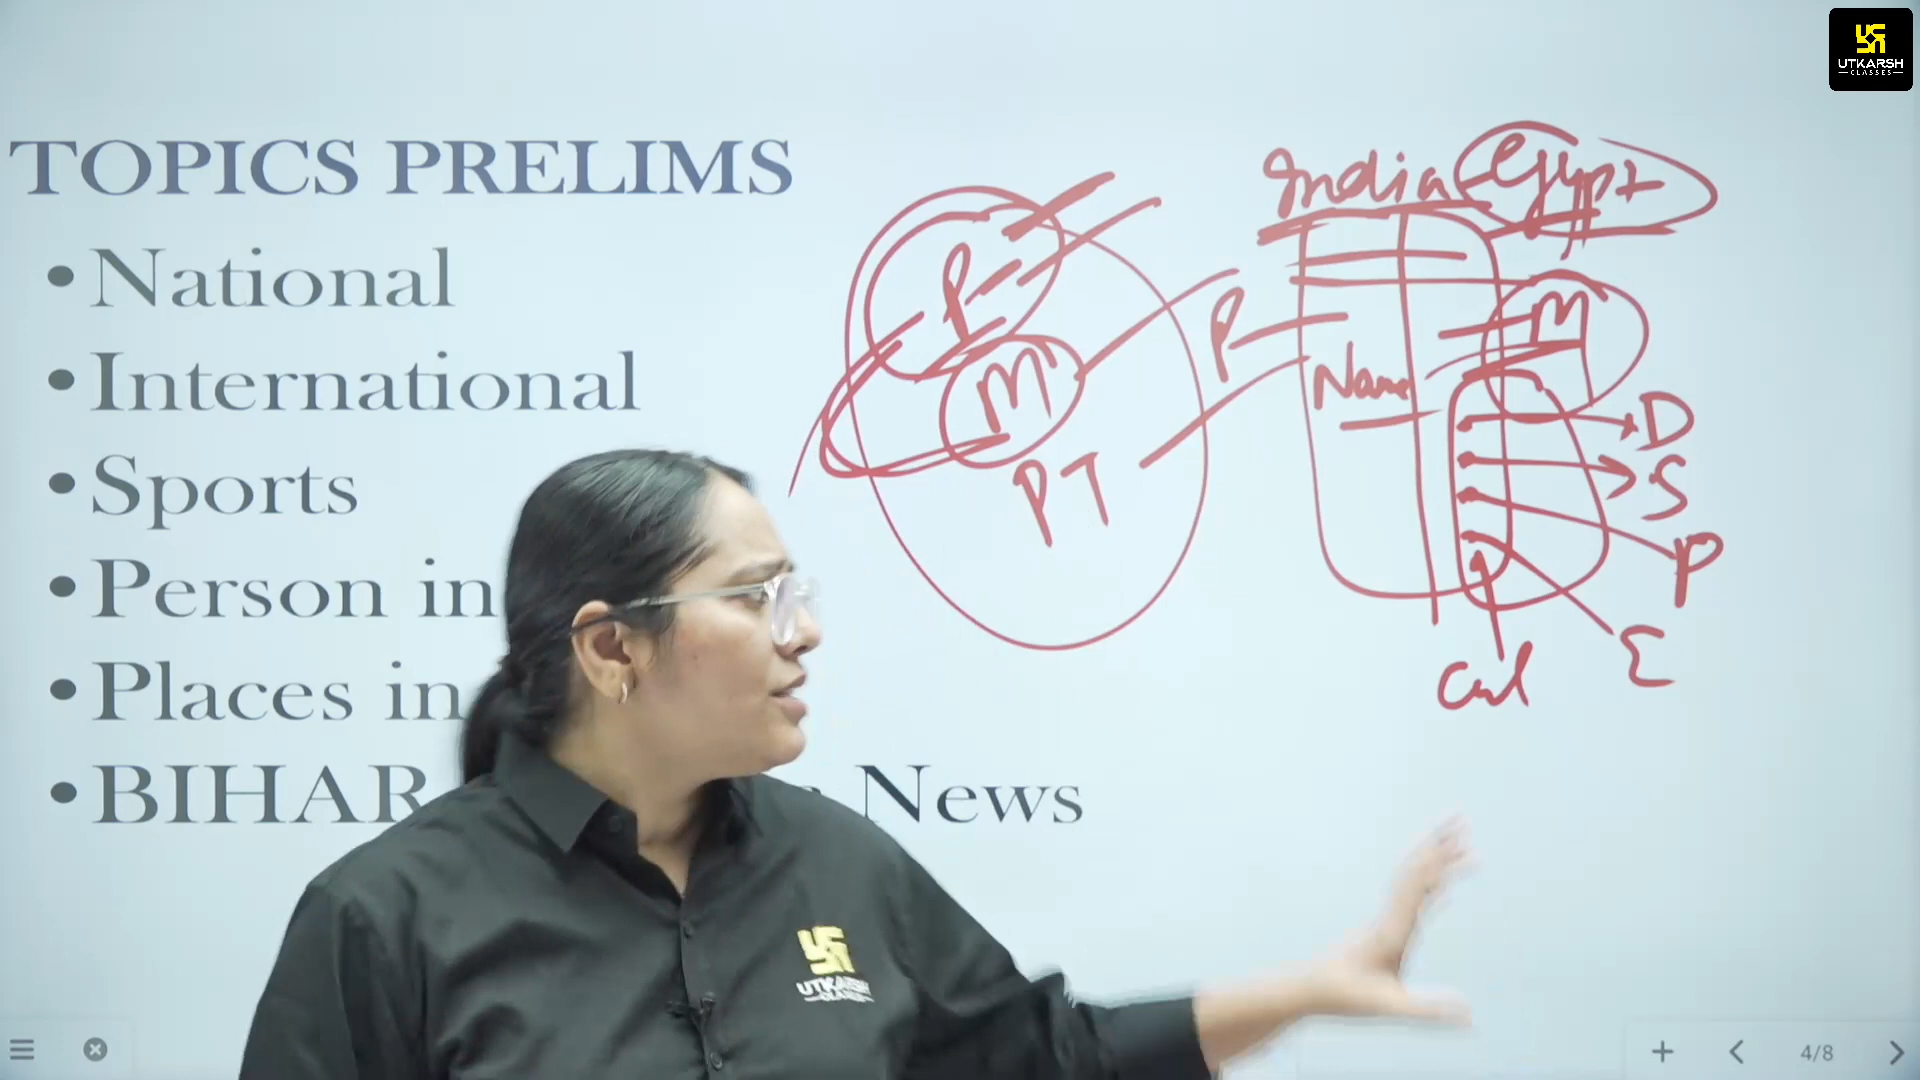 UTKARSH
CLASSES
TOPICS PRELIMS
• National
• International
• Sports
• Person in
• Places in
• BIHAR News
India Egypt
P
M
PT
P
Name
M
D
S
P
E
Cul
UTKARSH
CLASSES
4/8